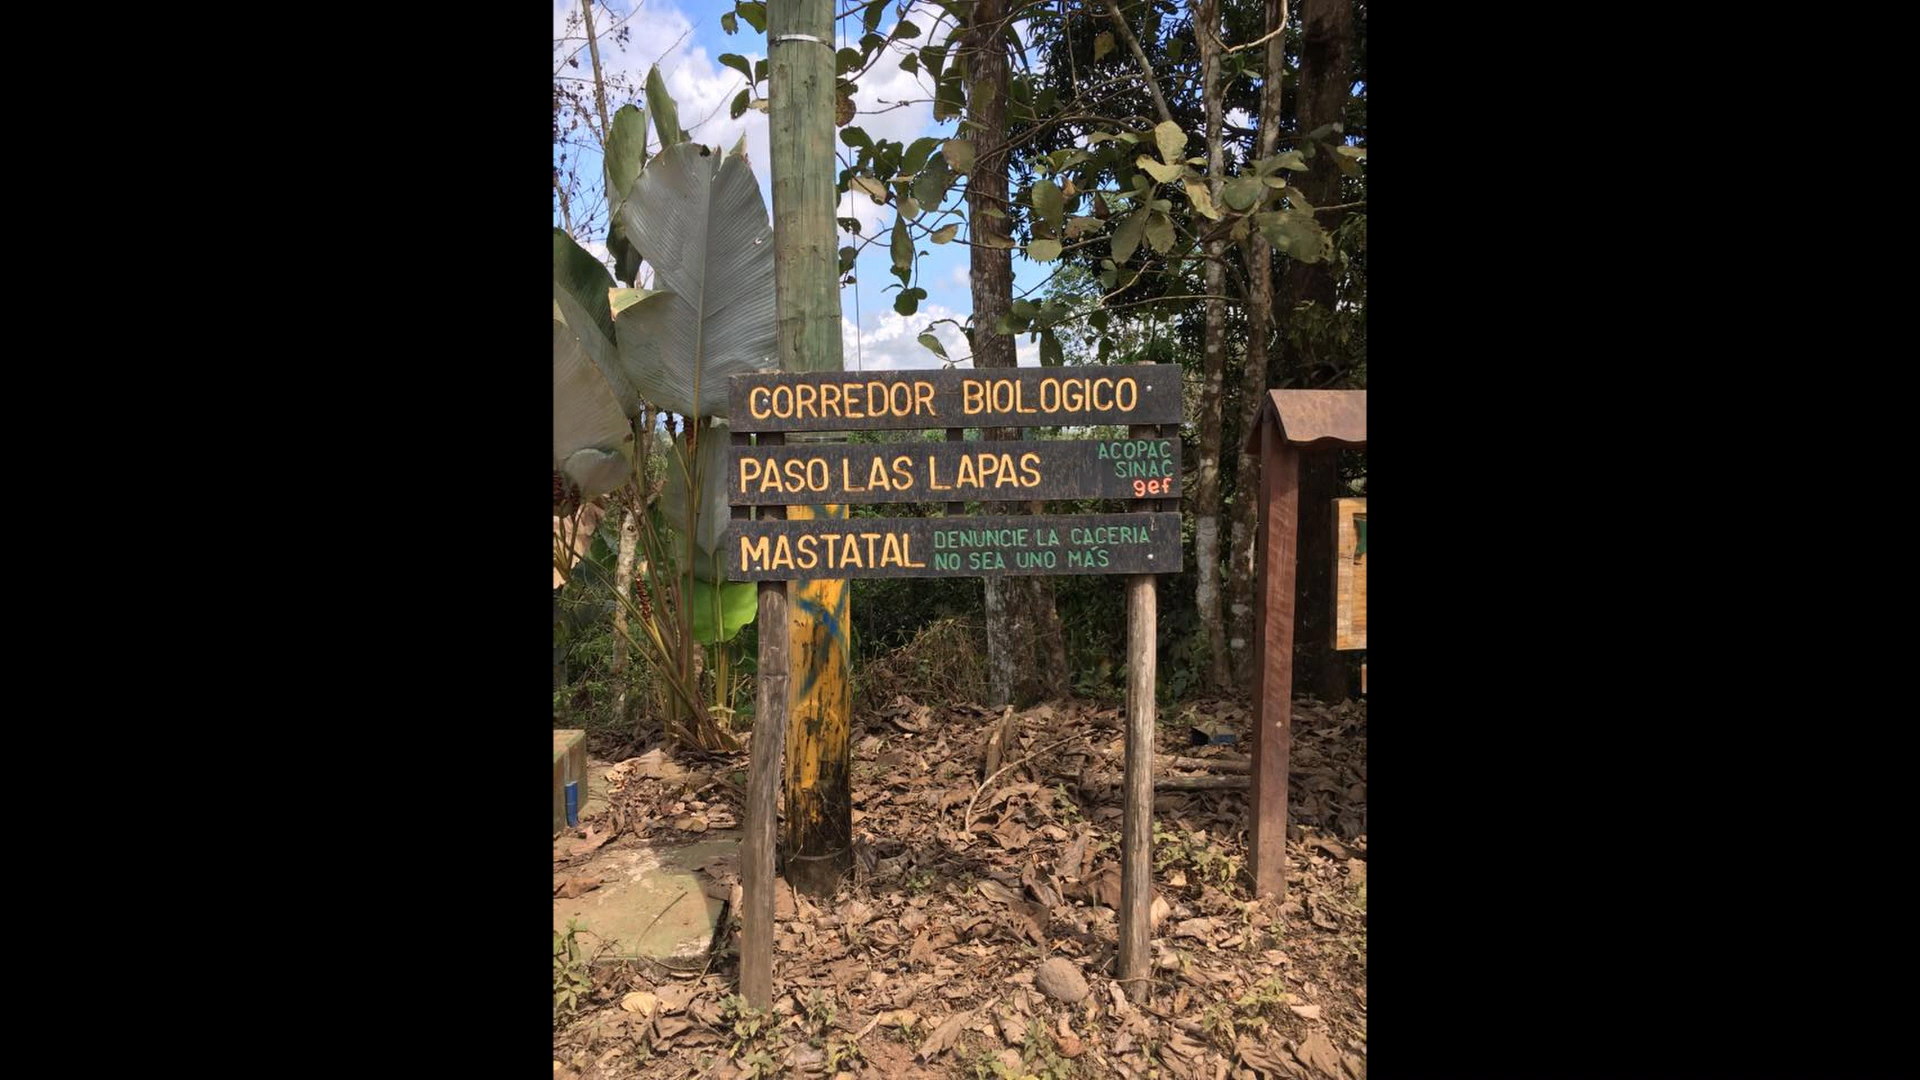 CORREDOR BIOLOGICO
PASO LAS LAPAS
ACOPAC
SINAC
gef
MASTATAL
DENUNCIE LA CACERIA
NO SEA UNO MÁS